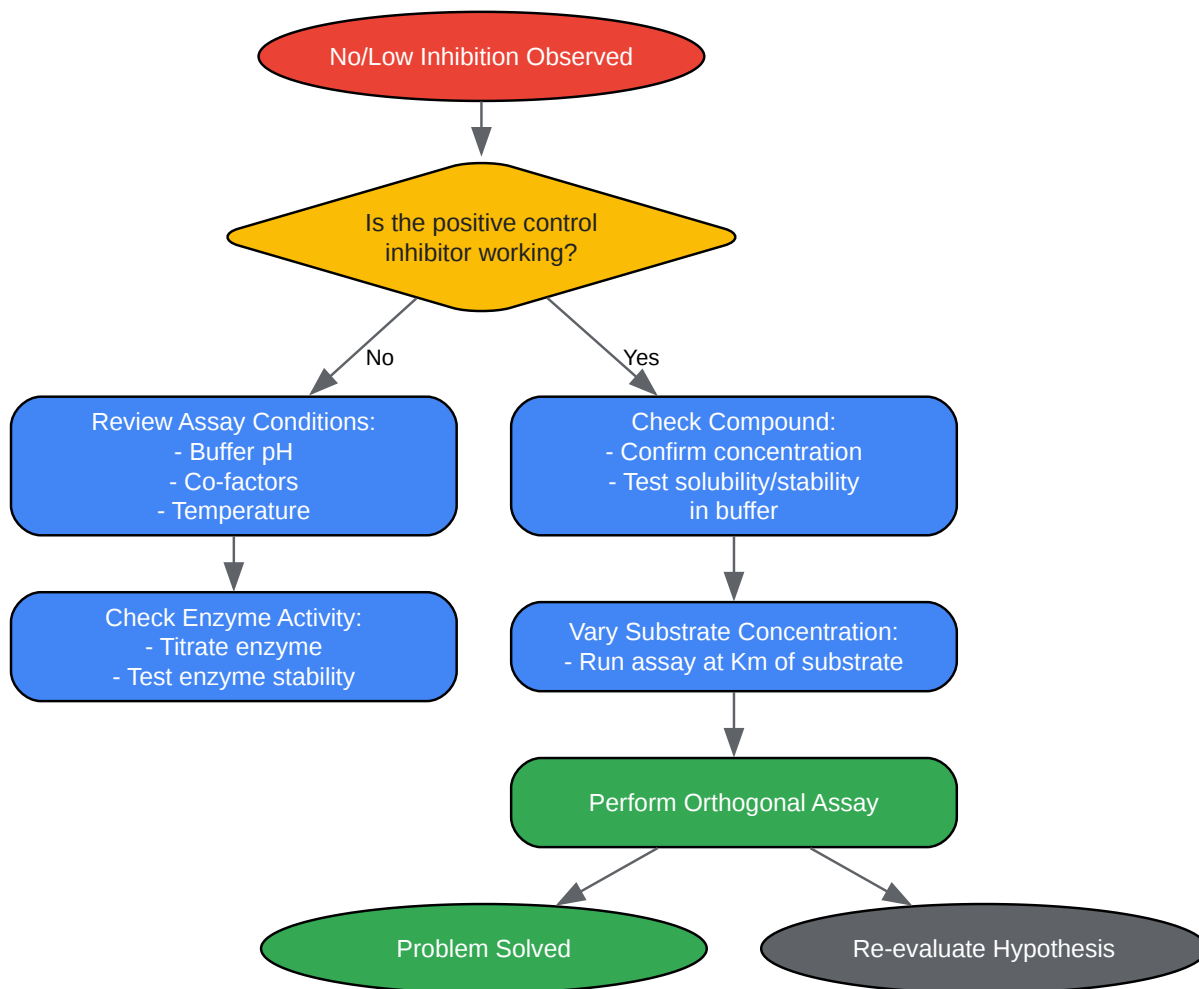 No/Low Inhibition Observed
Is the positive control
inhibitor working?
No
Yes
Review Assay Conditions:
- Buffer pH
- Co-factors
- Temperature
Check Compound:
- Confirm concentration
- Test solubility/stability
in buffer
Check Enzyme Activity:
- Titrate enzyme
- Test enzyme stability
Vary Substrate Concentration:
- Run assay at Km of substrate
Perform Orthogonal Assay
Problem Solved
Re-evaluate Hypothesis